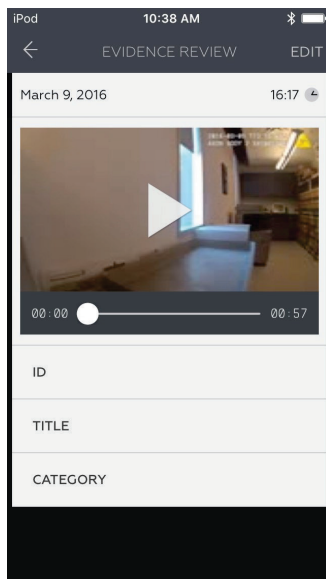 iPod 10:38 AM
EVIDENCE REVIEW EDIT
March 9, 2016 16:17
00:00 00:57
ID
TITLE
CATEGORY